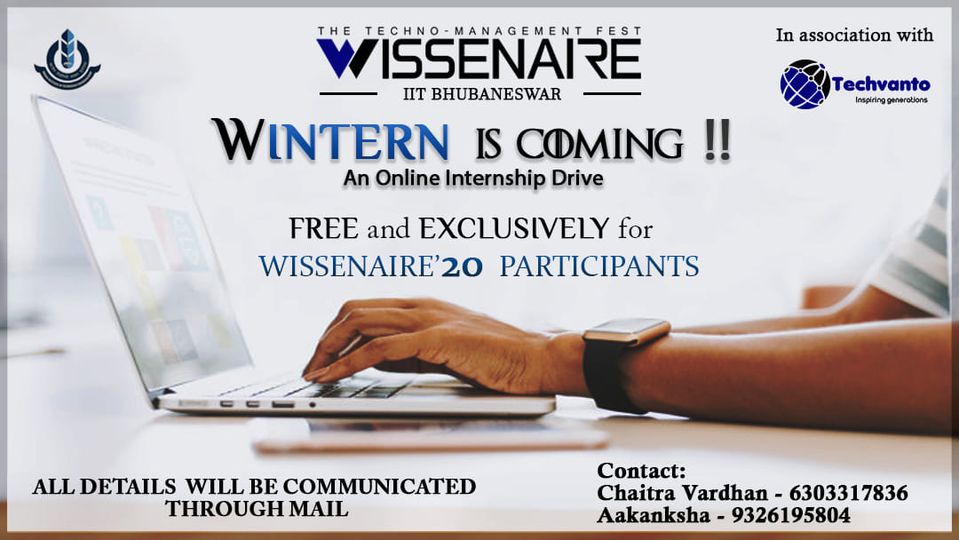 THE TECHNO-MANAGEMENT FEST
WISSENAIRE
IIT BHUBANESWAR
In association with
Techvanto
Inspiring generations
WINTERN IS COMING !!
An Online Internship Drive
FREE and EXCLUSIVELY for
WISSENAIRE'20 PARTICIPANTS
ALL DETAILS WILL BE COMMUNICATED
THROUGH MAIL
Contact:
Chaitra Vardhan - 6303317836
Aakanksha - 9326195804